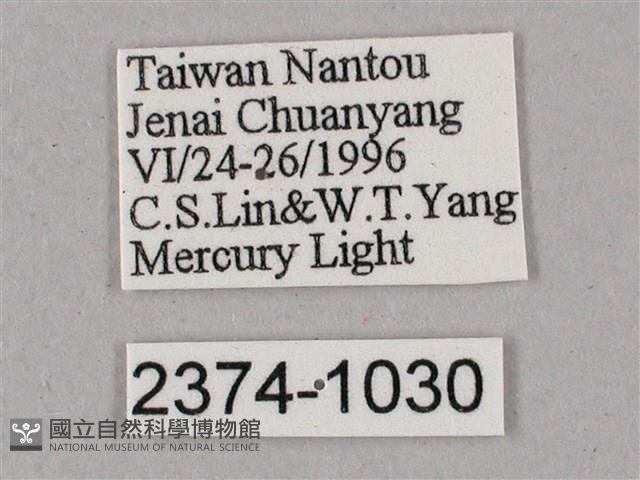 Taiwan Nantou
Jenai Chuanyang
VI/24-26/1996
C.S.Lin&W.T.Yang
Mercury Light
2374-1030
國立自然科學博物館
NATIONAL MUSEUM OF NATURAL SCIENCE